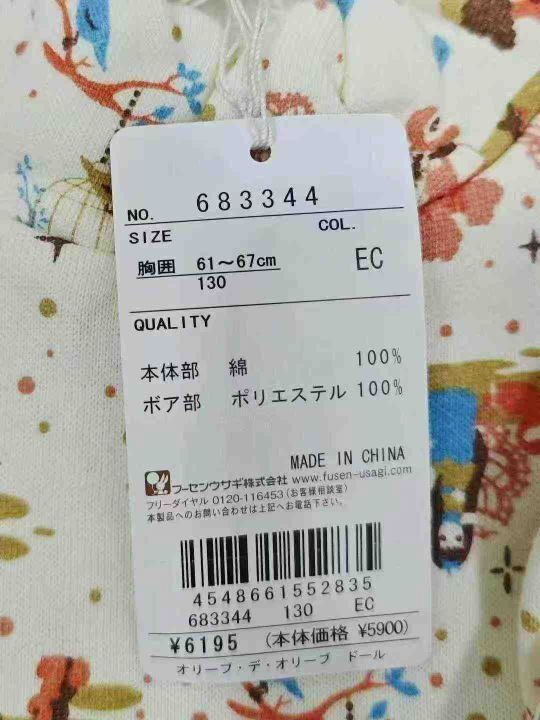 NO. 683344
SIZE COL.
胸囲 61～67cm EC
130
QUALITY
本体部 綿 100%
ボア部 ポリエステル 100%
MADE IN CHINA
フーセンウサギ株式会社 www.fusen-usagi.com
フリーダイヤル 0120-116453（お客様相談室）
本製品へのお問い合わせは上記へお電話下さい。
4548661552835
683344 130 EC
¥6195 （本体価格 ¥5900）
オリーブ・デ・オリーブ ドール